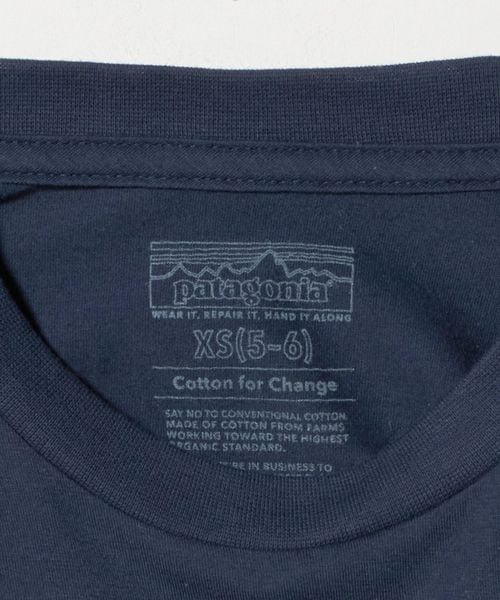 patagonia
WEAR IT, REPAIR IT, HAND IT ALONG
XS(5-6)
Cotton for Change
SAY NO TO CONVENTIONAL COTTON.
MADE OF COTTON FROM FARMS
WORKING TOWARD THE HIGHEST
ORGANIC STANDARD.
IN BUSINESS TO